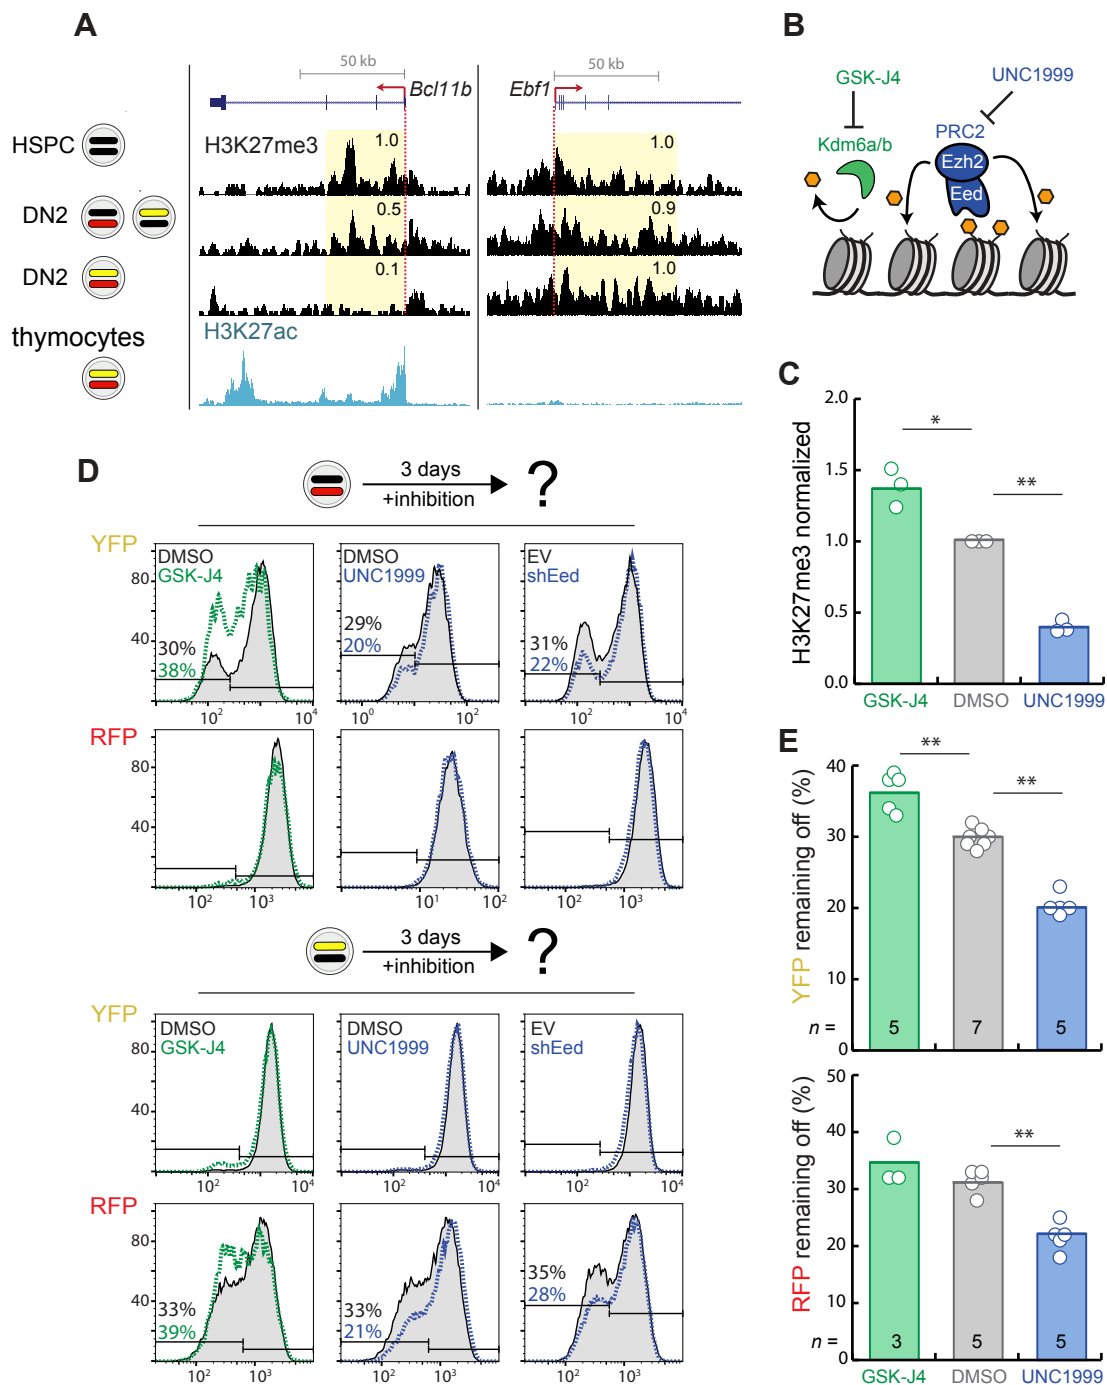 A
50 kb
Bcl11b
Ebf1
50 kb
HSPC
H3K27me3
1.0
1.0
DN2
0.5
0.9
DN2
0.1
1.0
thymocytes
H3K27ac
B
GSK-J4
UNC1999
Kdm6a/b
PRC2
Ezh2
Eed
C
H3K27me3 normalized
2.0
1.5
1.0
0.5
0.0
*
**
GSK-J4
DMSO
UNC1999
D
3 days
+inhibition
?
YFP
DMSO
GSK-J4
80
40
30%
38%
10² 10³ 10⁴
DMSO
UNC1999
29%
20%
10⁰ 10²
EV
shEed
31%
22%
10² 10³ 10⁴
RFP
80
40
10² 10³
10¹ 10²
10² 10³
3 days
+inhibition
?
YFP
DMSO
GSK-J4
80
40
10² 10³ 10⁴
DMSO
UNC1999
10² 10³ 10⁴
EV
shEed
10² 10³ 10⁴
RFP
80
40
33%
39%
10² 10³
33%
21%
10² 10³
35%
28%
10² 10³
E
YFP remaining off (%)
40
30
20
10
0
**
**
n =
5
7
5
RFP remaining off (%)
50
40
30
20
10
0
**
n =
3
5
5
GSK-J4
DMSO
UNC1999